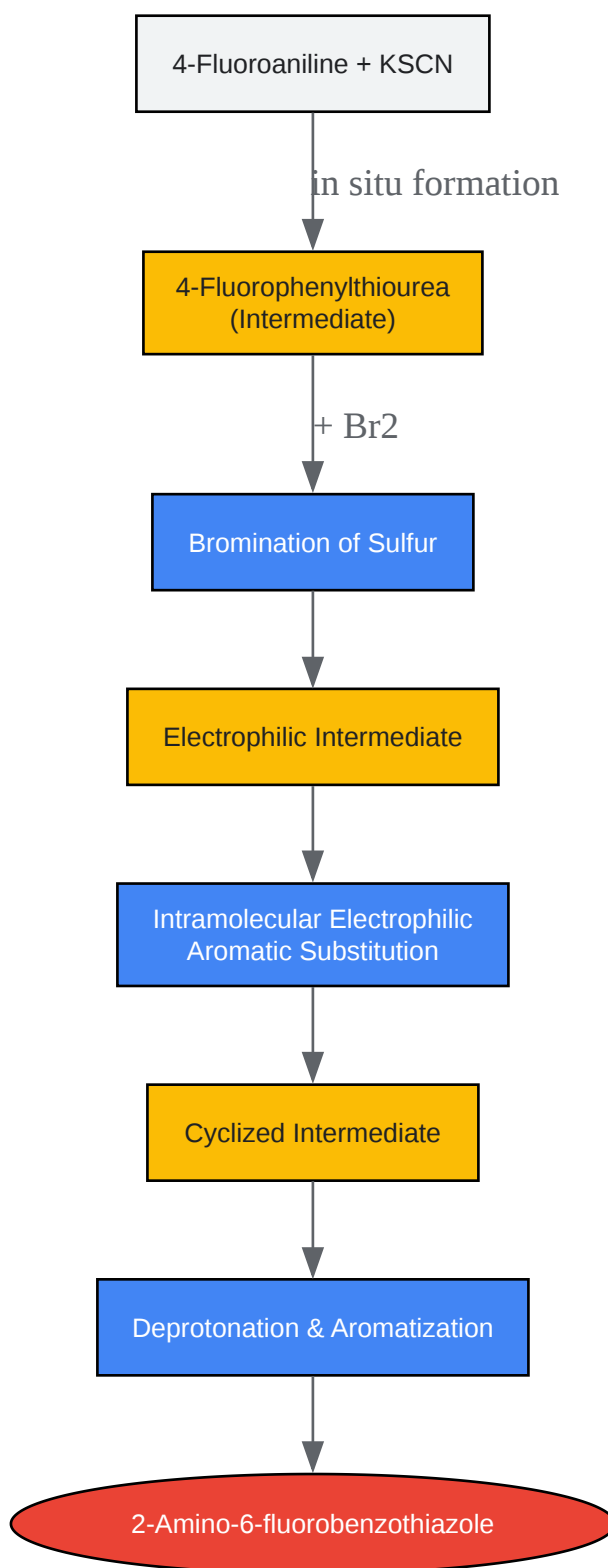 4-Fluoroaniline + KSCN
in situ formation
4-Fluorophenylthiourea
(Intermediate)
+ Br2
Bromination of Sulfur
Electrophilic Intermediate
Intramolecular Electrophilic
Aromatic Substitution
Cyclized Intermediate
Deprotonation & Aromatization
2-Amino-6-fluorobenzothiazole